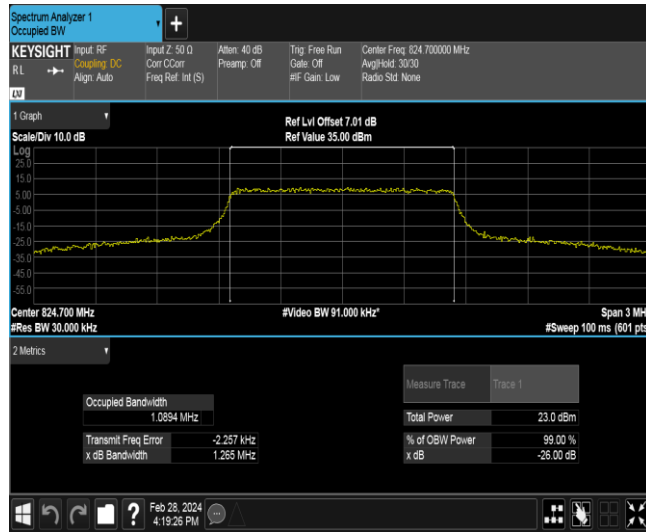 Spectrum Analyzer 1
Occupied BW
+
KEYSIGHT
RL
LXI
Input: RF
Coupling: DC
Align: Auto
Input Z: 50 Ω
Corr CCorr
Freq Ref: Int (S)
Atten: 40 dB
Preamp: Off
Trig: Free Run
Gate: Off
#IF Gain: Low
Center Freq: 824.700000 MHz
Avg|Hold: 30/30
Radio Std: None
1 Graph
Scale/Div 10.0 dB
Ref Lvl Offset 7.01 dB
Ref Value 35.00 dBm
Log
25.0
15.0
5.00
-5.00
-15.0
-25.0
-35.0
-45.0
-55.0
Center 824.700 MHz
#Res BW 30.000 kHz
#Video BW 91.000 kHz*
Span 3 MH
#Sweep 100 ms (601 pts
2 Metrics
Measure Trace Trace 1
Occupied Bandwidth
1.0894 MHz
Total Power 23.0 dBm
Transmit Freq Error -2.257 kHz
% of OBW Power 99.00 %
x dB Bandwidth 1.265 MHz
x dB -26.00 dB
?
Feb 28, 2024
4:19:26 PM